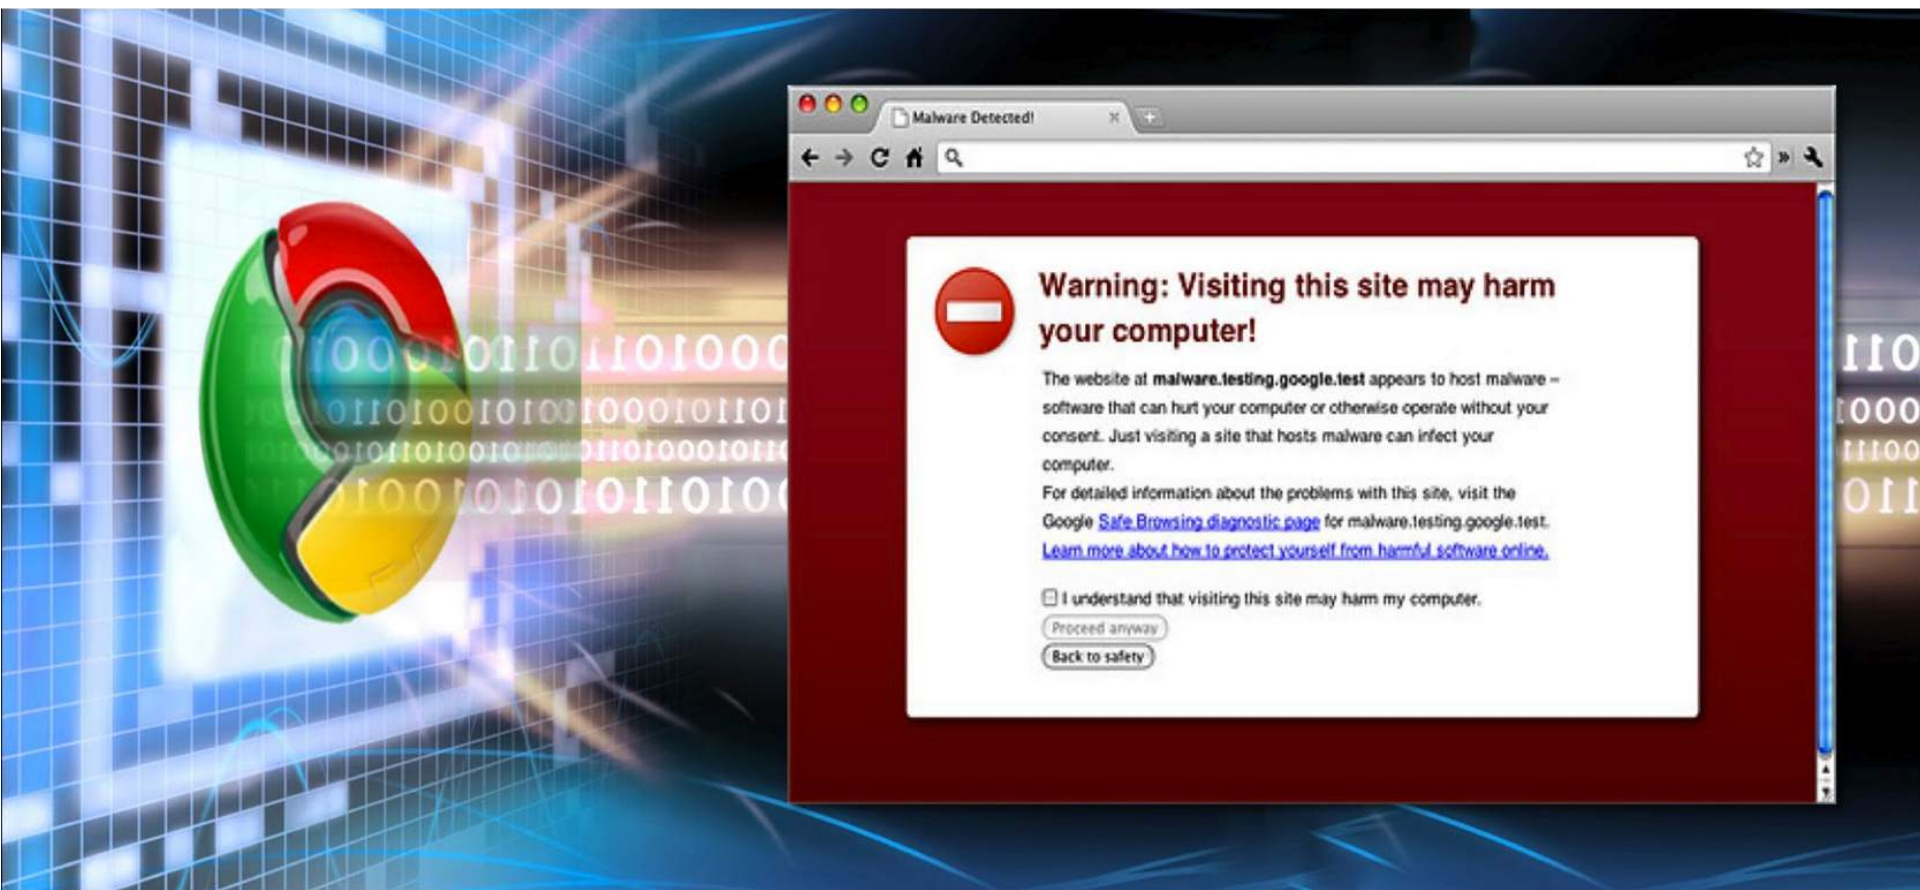 Malware Detected!
Warning: Visiting this site may harm
your computer!
The website at malware.testing.google.test appears to host malware –
software that can hurt your computer or otherwise operate without your
consent. Just visiting a site that hosts malware can infect your
computer.
For detailed information about the problems with this site, visit the
Google Safe Browsing diagnostic page for malware.testing.google.test.
Learn more about how to protect yourself from harmful software online.
I understand that visiting this site may harm my computer.
Proceed anyway
Back to safety